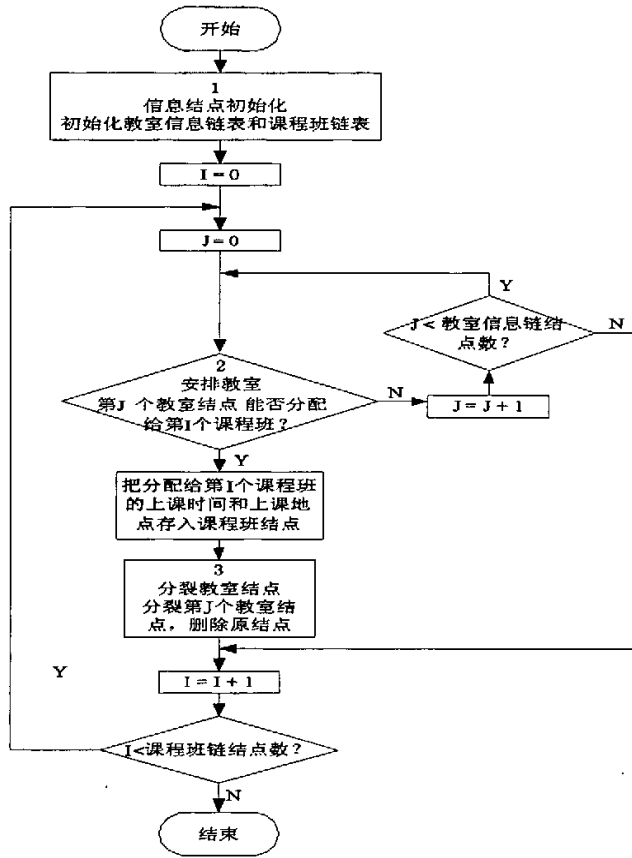 开始
1
信息结点初始化
初始化教室信息链表和课程班链表
I=0
J=0
Y
J<教室信息链结
点数?
N
2
安排教室
第J 个教室结点 能否分配
给第I个课程班?
N
J=J+1
Y
把分配给第I个课程班
的上课时间和上课地
点存入课程班结点
3
分裂教室结点
分裂第J个教室结
点，删除原结点
Y
I=I+1
I<课程班链结点数?
N
结束